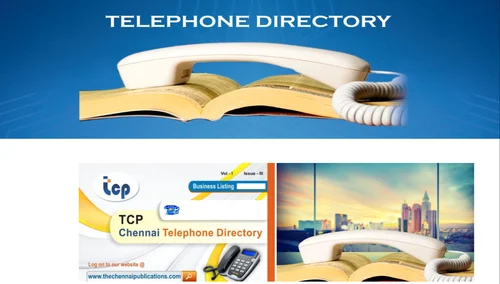 TELEPHONE DIRECTORY
tcp
Vol - I Issue - III
Business Listing
TCP
Chennai Telephone Directory
Log on to our website @
www.thechennaipublications.com